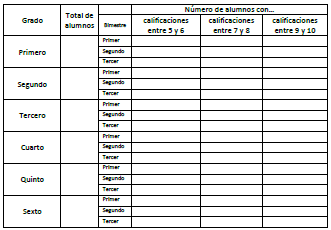 Número de alumnos con...
Grado
Total de alumnos
Bimestre
calificaciones entre 5 y 6
calificaciones entre 7 y 8
calificaciones entre 9 y 10
Primero
Primer
Segundo
Tercer
Segundo
Primer
Segundo
Tercer
Tercero
Primer
Segundo
Tercer
Cuarto
Primer
Segundo
Tercer
Quinto
Primer
Segundo
Tercer
Sexto
Primer
Segundo
Tercer